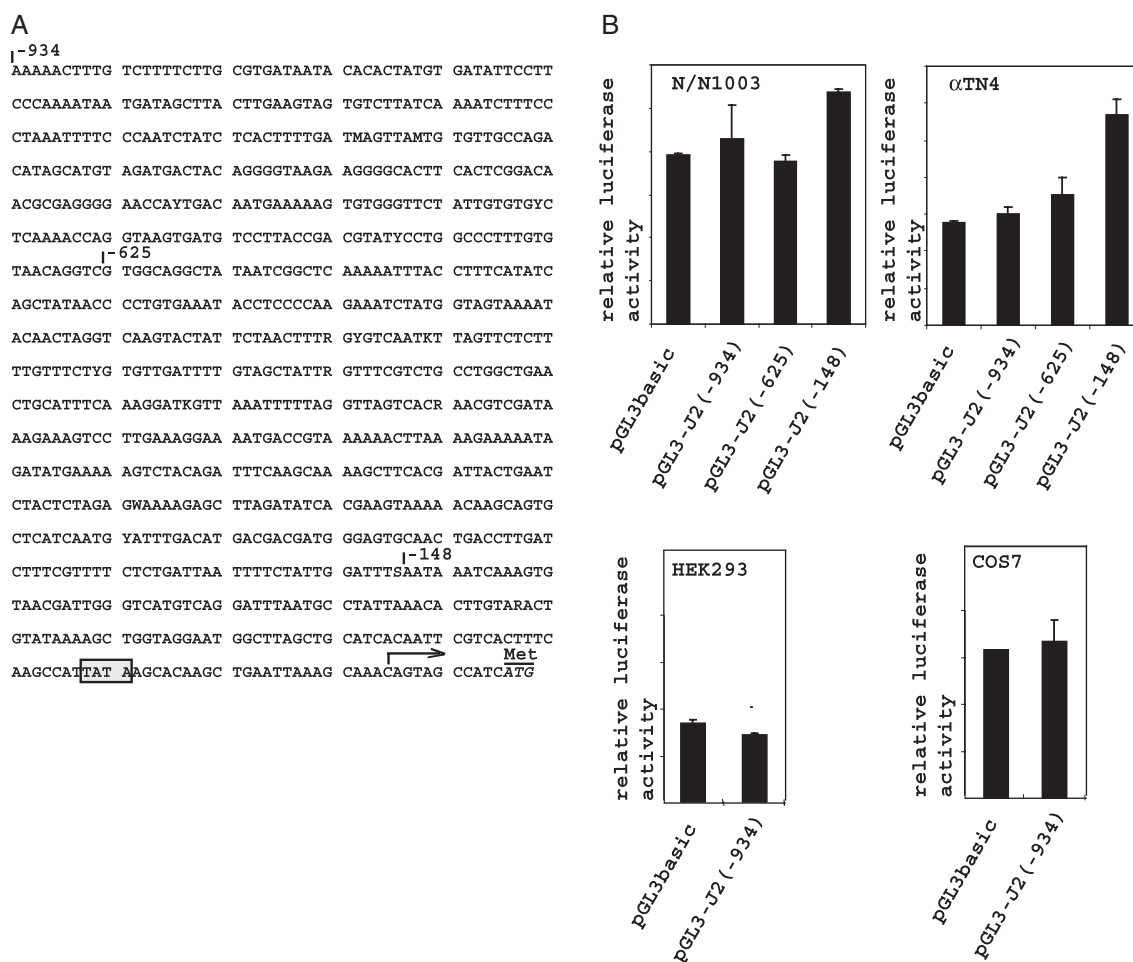 A
-934
AAAAACTTTG TCTTTTCTTG CGTGATAATA CACACTATGT GATATTCCTT
CCCAAAATAA TGATAGCTTA CTTGAAGTAG TGTCTTATCA AAATCTTTCC
CTAAATTTTC CCAATCTATC TCACTTTTGA TMAGTTAMTG TGTTGCCAGA
CATAGCATGT AGATGACTAC AGGGGTAAGA AGGGGCACTT CACTCGGACA
ACGCGAGGGG AACCAYTGAC AATGAAAAAG TGTGGGTTCT ATTGTGTGYC
TCAAAACCAG GTAAGTGATG TCCTTACCGA CGTATYCCTG GCCCTTTGTG
-625
TAACAGGTCG TGGCAGGCTA TAATCGGCTC AAAAATTTAC CTTTCATATC
AGCTATAACC CCTGTGAAAT ACCTCCCCAA GAAATCTATG GTAGTAAAAT
ACAACTAGGT CAAGTACTAT TCTAACTTTR GYGTCAATKT TAGTTCTCTT
TTGTTTCTYG TGTTGATTTT GTAGCTATTR GTTTCGTCTG CCTGGCTGAA
CTGCATTTCA AAGGATKGTT AAATTTTTAG GTTAGTCACR AACGTCGATA
AAGAAAGTCC TTGAAAGGAA AATGACCGTA AAAAACTTAA AAGAAAAATA
GATATGAAAA AGTCTACAGA TTTCAAGCAA AAGCTTCACG ATTACTGAAT
CTACTCTAGA GWAAAAGAGC TTAGATATCA CGAAGTAAAA ACAAGCAGTG
CTCATCAATG YATTTGACAT GACGACGATG GGAGTGCAAC TGACCTTGAT
-148
CTTTCGTTTT CTCTGATTAA TTTTCTATTG GATTTSAATA AATCAAAGTG
TAACGATTGG GTCATGTCAG GATTTAATGC CTATTAAACA CTTGTARACT
GTATAAAAGC TGGTAGGAAT GGCTTAGCTG CATCACAATT CGTCACTTTC
Met
AAGCCATTAT AAGCACAAGC TGAATTAAAG CAAACAGTAG CCATCATG
B
N/N1003
relative luciferase
activity
pGL3basic
pGL3-J2(-934)
pGL3-J2(-625)
pGL3-J2(-148)
αTN4
relative luciferase
activity
pGL3basic
pGL3-J2(-934)
pGL3-J2(-625)
pGL3-J2(-148)
HEK293
relative luciferase
activity
pGL3basic
pGL3-J2(-934)
COS7
relative luciferase
activity
pGL3basic
pGL3-J2(-934)